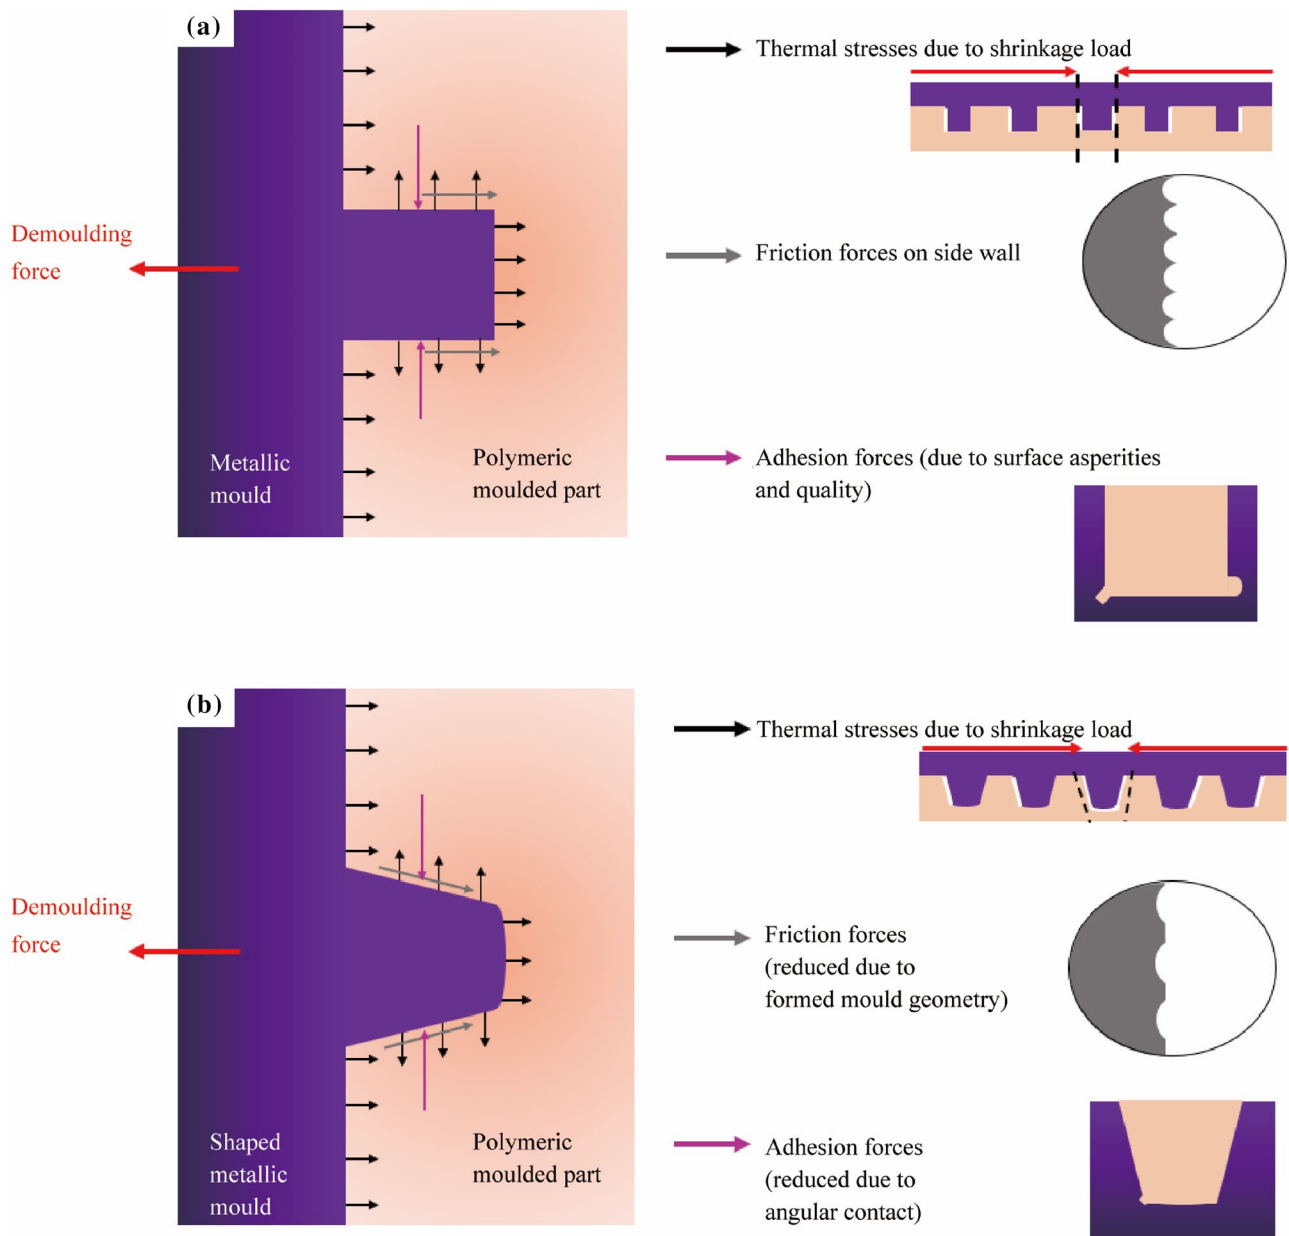 (a)
Thermal stresses due to shrinkage load
Demoulding
force
Friction forces on side wall
Metallic
mould
Polymeric
moulded part
Adhesion forces (due to surface asperities
and quality)
(b)
Thermal stresses due to shrinkage load
Demoulding
force
Friction forces
(reduced due to
formed mould geometry)
Shaped
metallic
mould
Polymeric
moulded part
Adhesion forces
(reduced due to
angular contact)